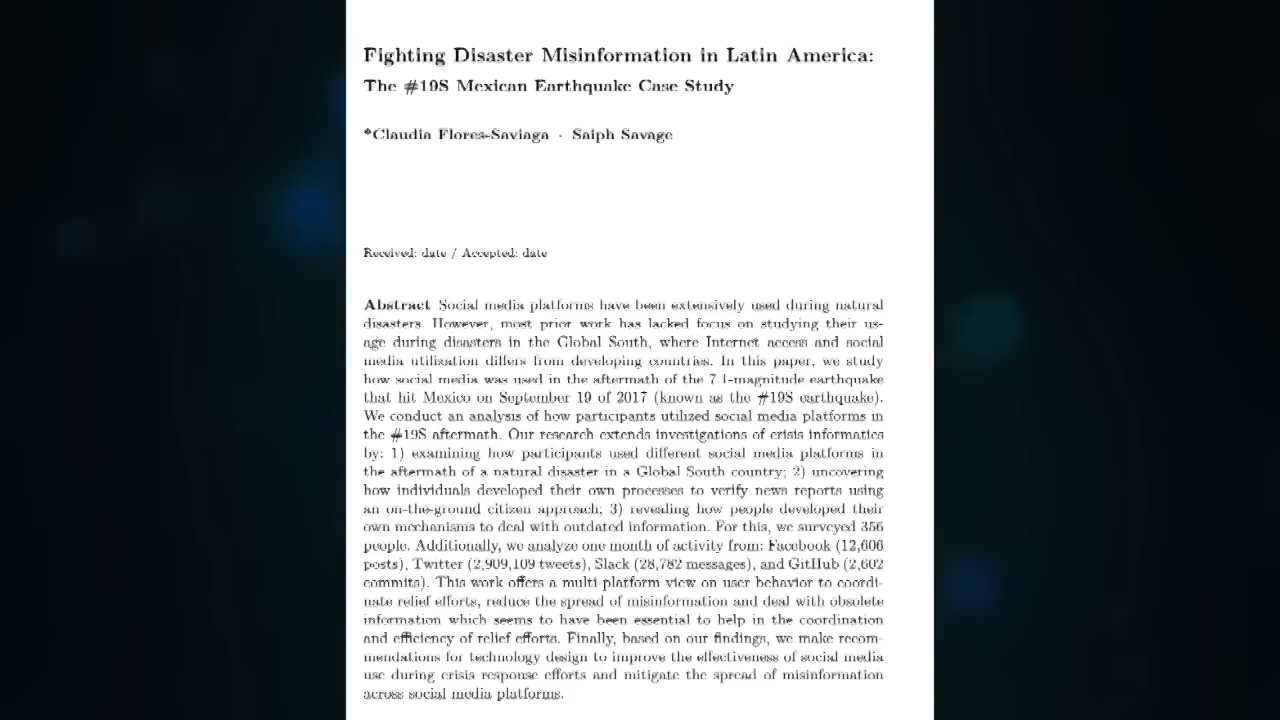 Fighting Disaster Misinformation in Latin America:
The #19S Mexican Earthquake Case Study
*Claudia Flores-Saviaga · Saiph Savage
Received: date / Accepted: date
Abstract Social media platforms have been extensively used during natural
disasters. However, most prior work has lacked focus on studying their us-
age during disasters in the Global South, where Internet access and social
media utilization differs from developing countries. In this paper, we study
how social media was used in the aftermath of the 7.1-magnitude earthquake
that hit Mexico on September 19 of 2017 (known as the #19S earthquake).
We conduct an analysis of how participants utilized social media platforms in
the #19S aftermath. Our research extends investigations of crisis informatics
by: 1) examining how participants used different social media platforms in
the aftermath of a natural disaster in a Global South country; 2) uncovering
how individuals developed their own processes to verify news reports using
an on-the-ground citizen approach; 3) revealing how people developed their
own mechanisms to deal with outdated information. For this, we surveyed 356
people. Additionally, we analyze one month of activity from: Facebook (12,606
posts), Twitter (2,909,109 tweets), Slack (28,782 messages), and GitHub (2,602
commits). This work offers a multi-platform view on user behavior to coordi-
nate relief efforts, reduce the spread of misinformation and deal with obsolete
information which seems to have been essential to help in the coordination
and efficiency of relief efforts. Finally, based on our findings, we make recom-
mendations for technology design to improve the effectiveness of social media
use during crisis response efforts and mitigate the spread of misinformation
across social media platforms.